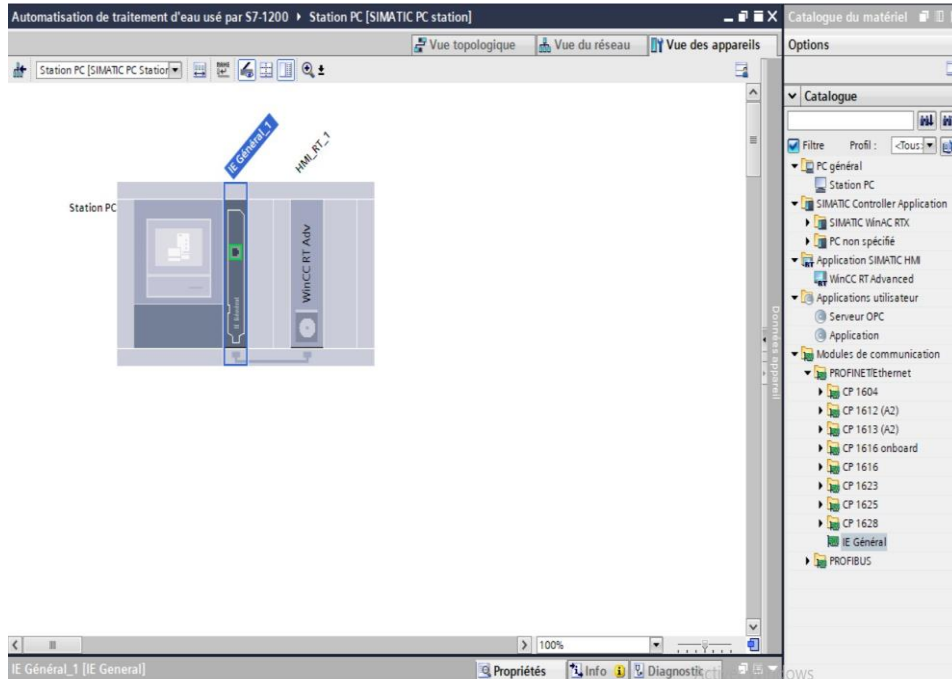 Automatisation de traitement d'eau usé par S7-1200 ▸ Station PC [SIMATIC PC station]
Vue topologique
Vue du réseau
Vue des appareils
Station PC [SIMATIC PC Station
IE Général_1
HMI_RT_1
Station PC
WinCC RT Adv
IE Général
Données appareil
100%
IE Général_1 [IE General]
Propriétés
Info
Diagnostic
Catalogue du matériel
Options
Catalogue
Filtre
Profil :
<Tous>
PC général
Station PC
SIMATIC Controller Application
SIMATIC WinAC RTX
PC non spécifié
Application SIMATIC HMI
WinCC RT Advanced
Applications utilisateur
Serveur OPC
Application
Modules de communication
PROFINET/Ethernet
CP 1604
CP 1612 (A2)
CP 1613 (A2)
CP 1616 onboard
CP 1616
CP 1623
CP 1625
CP 1628
IE Général
PROFIBUS